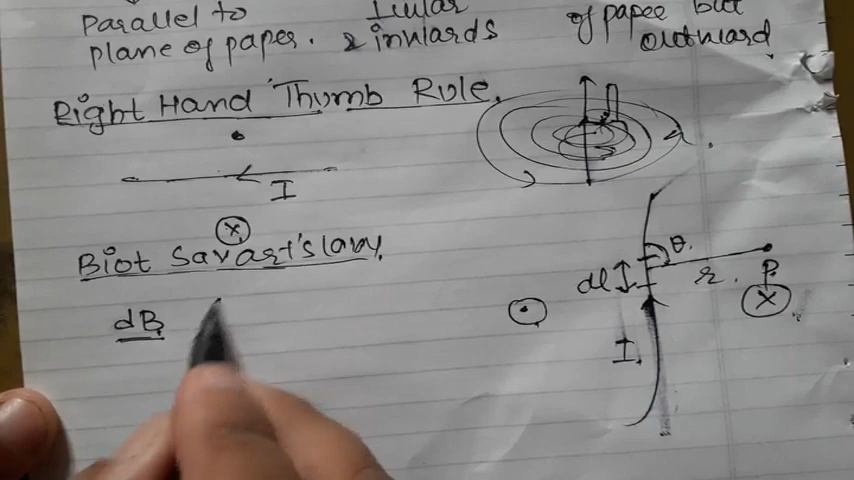 Parallel to
plane of paper.
Icular
& inwards
of paper but
outward
Right Hand Thumb Rule.
I
Biot Savart's law.
dB
dl
θ.
r.
P
I.